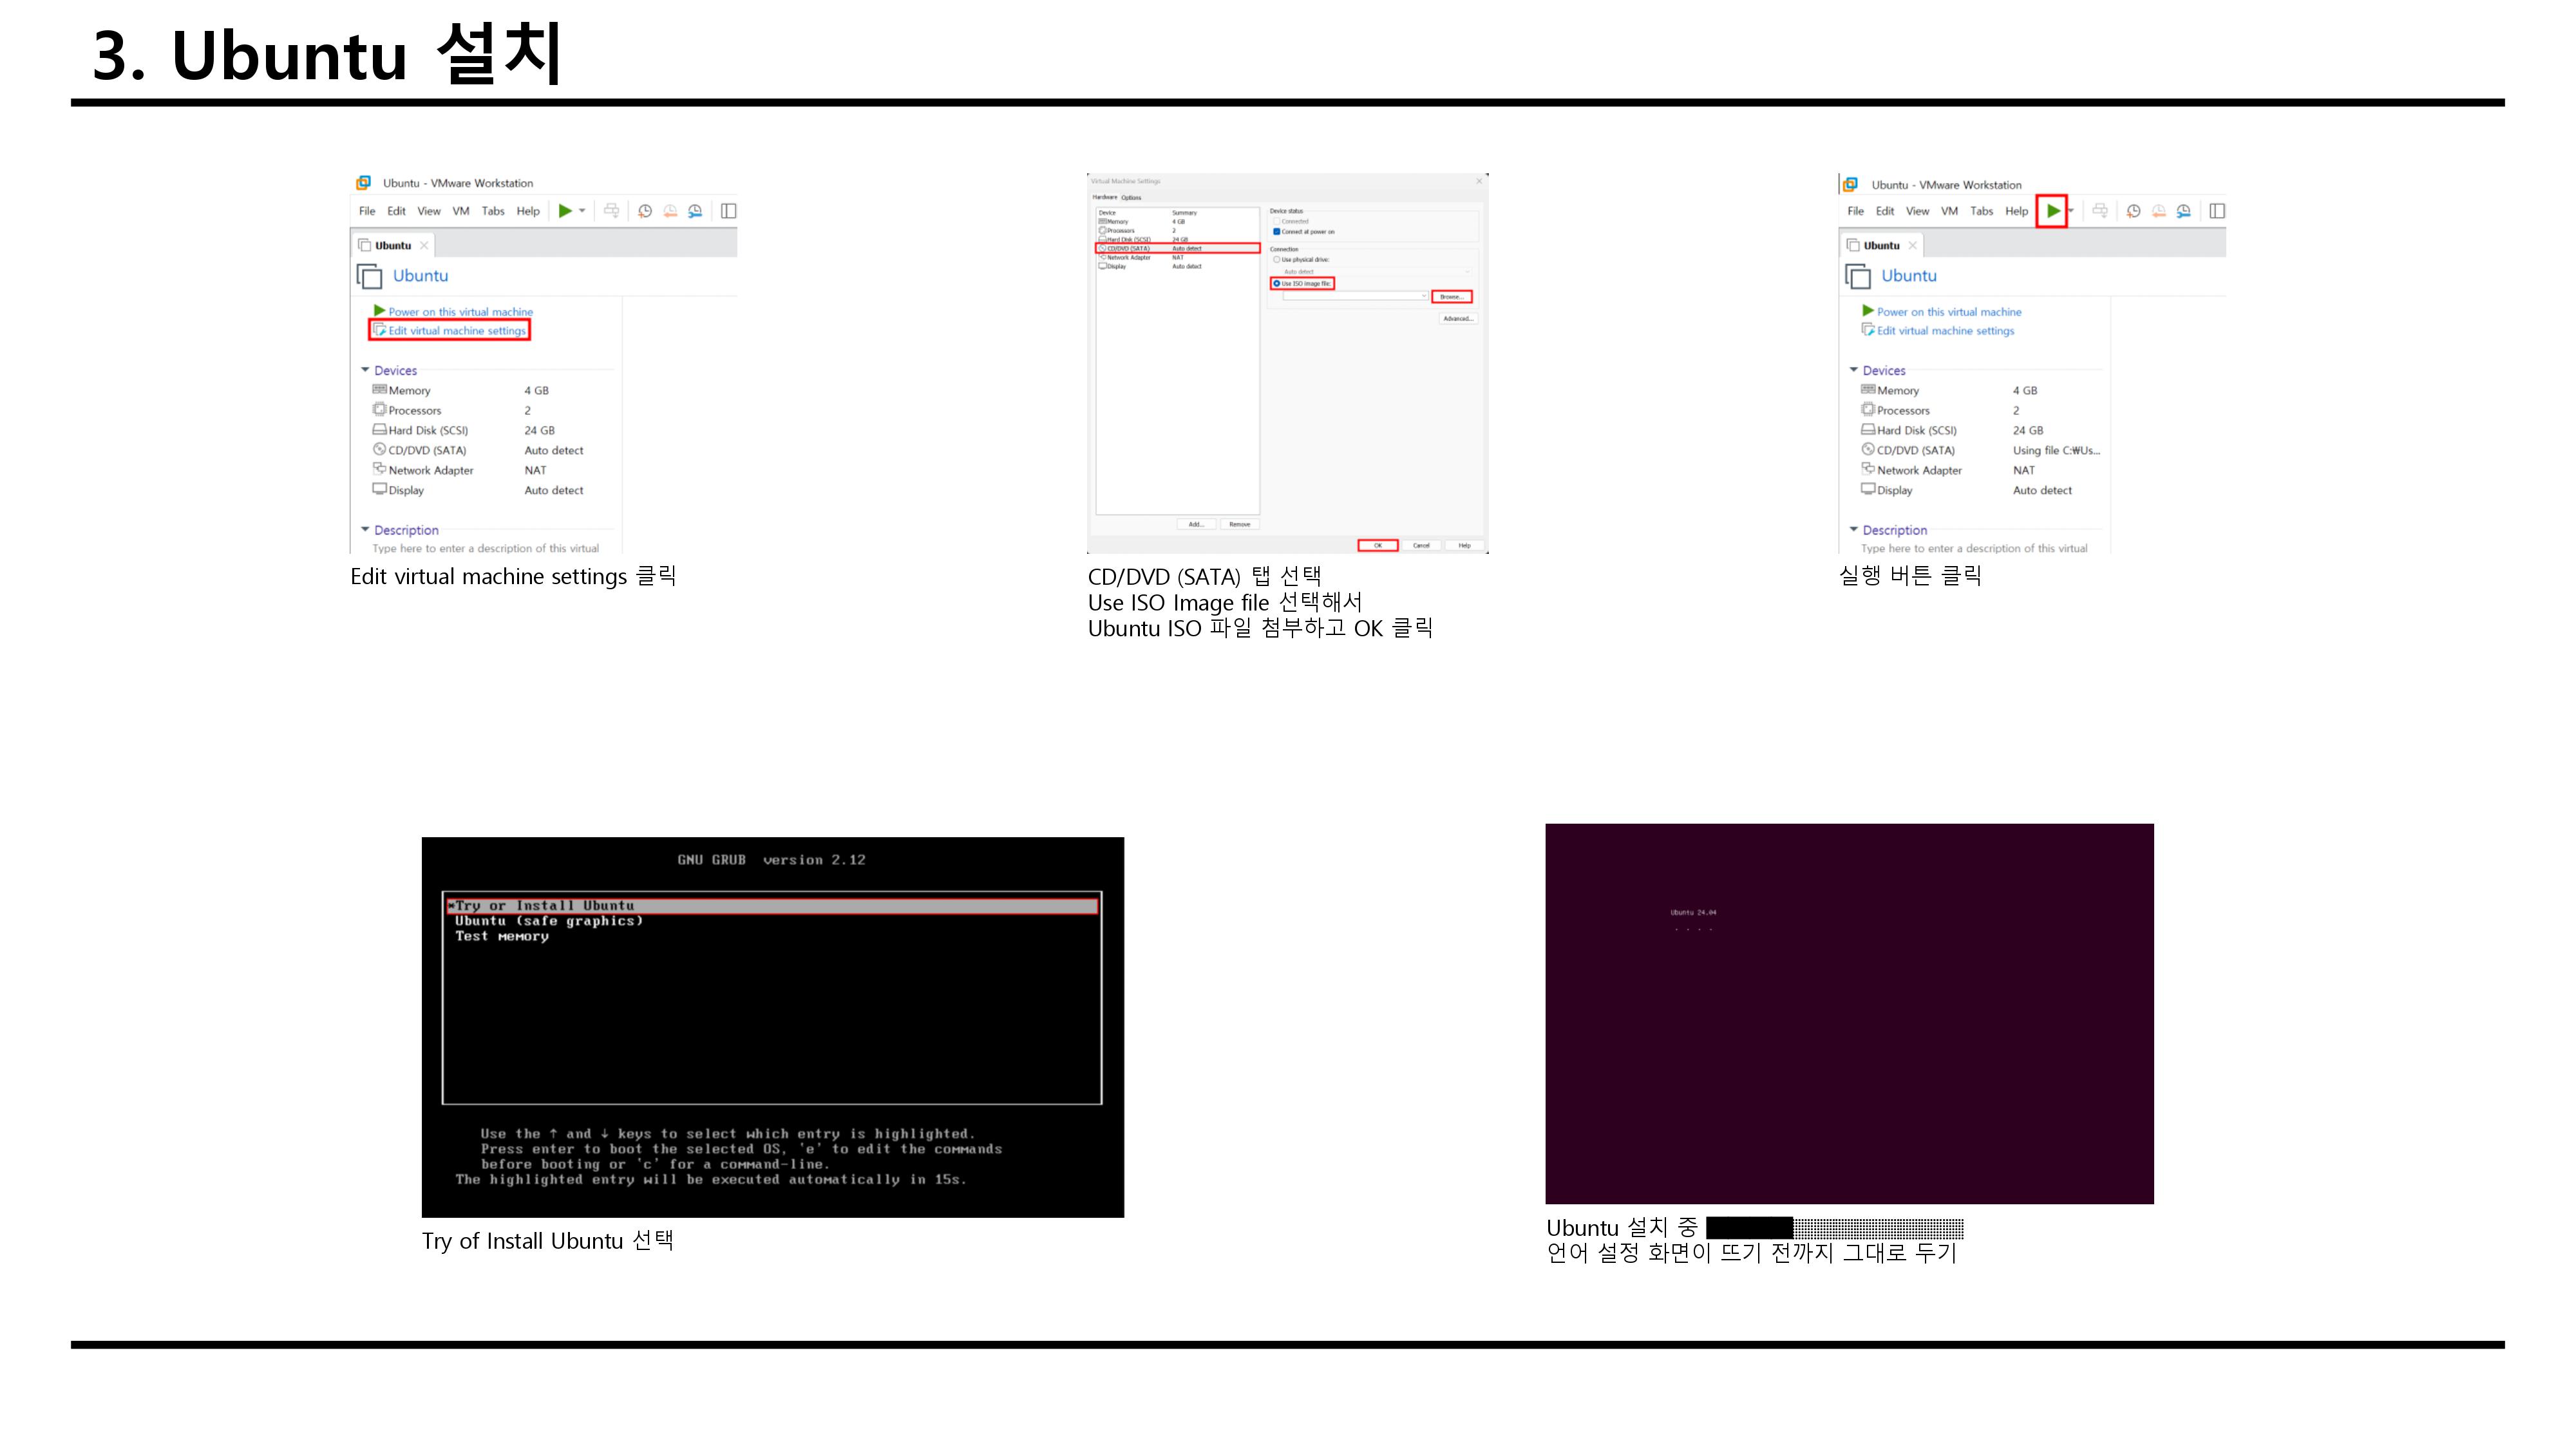 3. Ubuntu 설치
Ubuntu - VMware Workstation
File Edit View VM Tabs Help
Ubuntu
Ubuntu
Power on this virtual machine
Edit virtual machine settings
Devices
Memory 4 GB
Processors 2
Hard Disk (SCSI) 24 GB
CD/DVD (SATA) Auto detect
Network Adapter NAT
Display Auto detect
Description
Type here to enter a description of this virtual
Edit virtual machine settings 클릭
Virtual Machine Settings
Hardware Options
Device Summary
Memory 4 GB
Processors 2
Hard Disk (SCSI) 24 GB
CD/DVD (SATA) Auto detect
Network Adapter NAT
Display Auto detect
Add... Remove
Device status
Connected
Connect at power on
Connection
Use physical drive:
Auto detect
Use ISO image file:
Browse...
Advanced...
OK Cancel Help
CD/DVD (SATA) 탭 선택
Use ISO Image file 선택해서
Ubuntu ISO 파일 첨부하고 OK 클릭
Ubuntu - VMware Workstation
File Edit View VM Tabs Help
Ubuntu
Ubuntu
Power on this virtual machine
Edit virtual machine settings
Devices
Memory 4 GB
Processors 2
Hard Disk (SCSI) 24 GB
CD/DVD (SATA) Using file C:₩Us...
Network Adapter NAT
Display Auto detect
Description
Type here to enter a description of this virtual
실행 버튼 클릭
GNU GRUB version 2.12
*Try or Install Ubuntu
Ubuntu (safe graphics)
Test memory
Use the ↑ and ↓ keys to select which entry is highlighted.
Press enter to boot the selected OS, 'e' to edit the commands
before booting or 'c' for a command-line.
The highlighted entry will be executed automatically in 15s.
Try of Install Ubuntu 선택
Ubuntu 24.04
. . . .
Ubuntu 설치 중 ██████▒▒▒▒▒▒▒▒▒▒▒▒
언어 설정 화면이 뜨기 전까지 그대로 두기